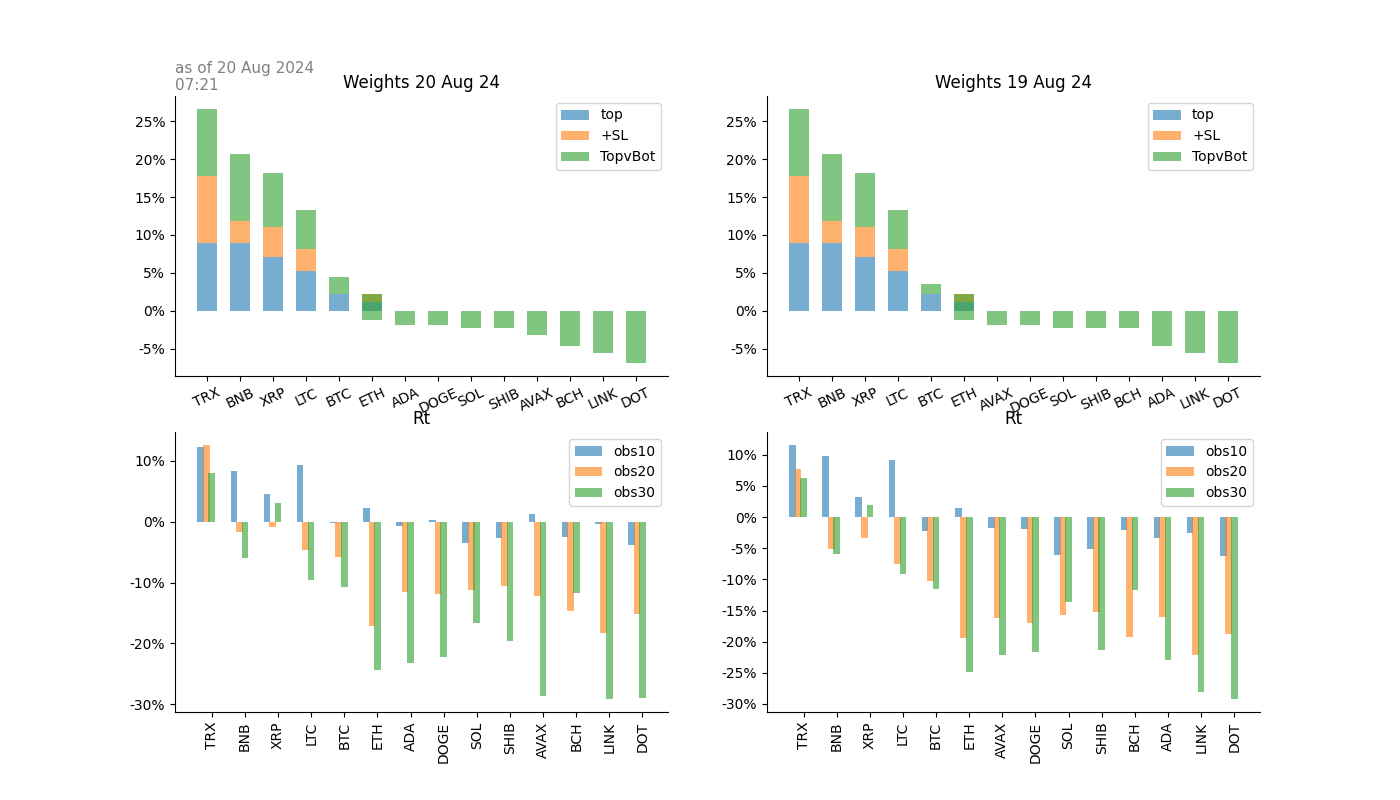 as of 20 Aug 2024
07:21
Weights 20 Aug 24
25%
20%
15%
10%
5%
0%
-5%
top
+SL
TopvBot
TRX BNB XRP LTC BTC ETH ADA DOGE SOL SHIB AVAX BCH LINK DOT
Weights 19 Aug 24
25%
20%
15%
10%
5%
0%
-5%
top
+SL
TopvBot
TRX BNB XRP LTC BTC ETH AVAX DOGE SOL SHIB BCH ADA LINK DOT
Rt
10%
0%
-10%
-20%
-30%
obs10
obs20
obs30
TRX BNB XRP LTC BTC ETH ADA DOGE SOL SHIB AVAX BCH LINK DOT
Rt
10%
5%
0%
-5%
-10%
-15%
-20%
-25%
-30%
obs10
obs20
obs30
TRX BNB XRP LTC BTC ETH AVAX DOGE SOL SHIB BCH ADA LINK DOT